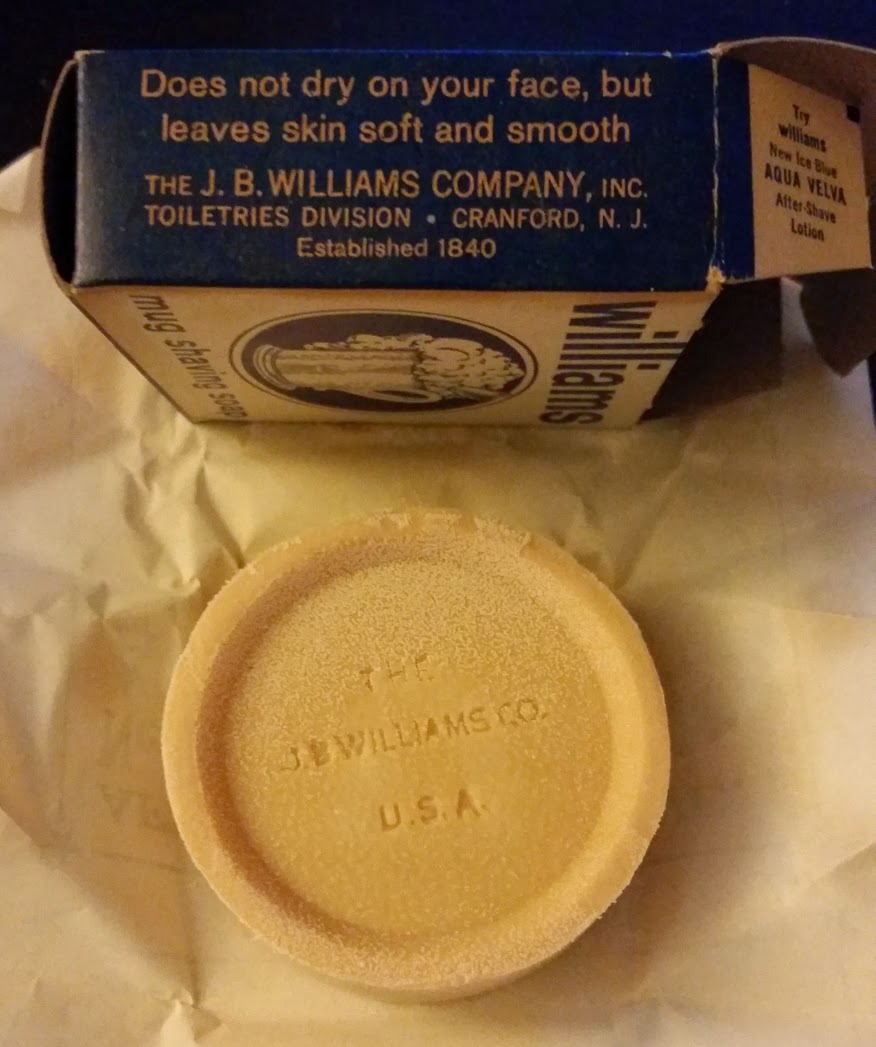 Does not dry on your face, but
leaves skin soft and smooth
THE J. B. WILLIAMS COMPANY, INC.
TOILETRIES DIVISION • CRANFORD, N. J.
Established 1840
Try
williams
New Ice Blue
AQUA VELVA
After-Shave
Lotion
mug shaving soap
williams
THE
J.B WILLIAMS CO.
U.S.A.